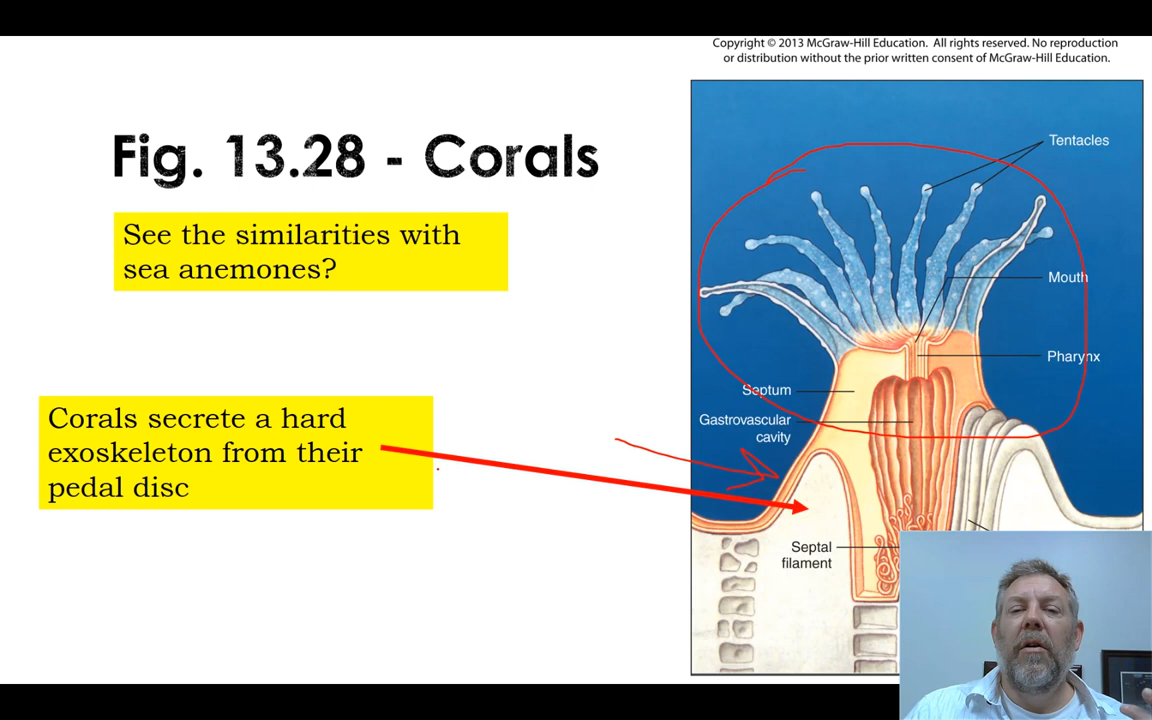 Copyright © 2013 McGraw-Hill Education. All rights reserved. No reproduction
or distribution without the prior written consent of McGraw-Hill Education.
Fig. 13.28 - Corals
See the similarities with
sea anemones?
Corals secrete a hard
exoskeleton from their
pedal disc
Tentacles
Mouth
Pharynx
Septum
Gastrovascular
cavity
Septal
filament